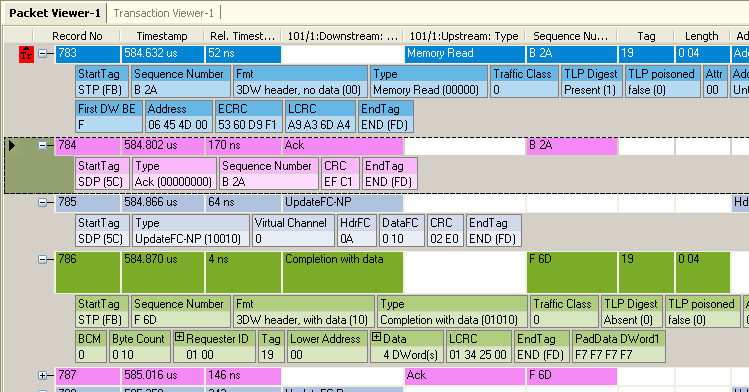 Packet Viewer-1 Transaction Viewer-1
Record No Timestamp Rel. Timest... 101/1:Downstream: ... 101/1:Upstream: Type Sequence Nu... Tag Length Ad
Tr 783 584.632 us 52 ns Memory Read B 2A 19 0 04
StartTag Sequence Number Fmt Type Traffic Class TLP Digest TLP poisoned Attr Ad
STP (FB) B 2A 3DW header, no data (00) Memory Read (00000) 0 Present (1) false (0) 00 Unt
First DW BE Address ECRC LCRC EndTag
F 06 45 4D 00 53 60 D9 F1 A9 A3 6D A4 END (FD)
784 584.802 us 170 ns Ack B 2A
StartTag Type Sequence Number CRC EndTag
SDP (5C) Ack (00000000) B 2A EF C1 END (FD)
785 584.866 us 64 ns UpdateFC-NP Hd
StartTag Type Virtual Channel HdrFC DataFC CRC EndTag
SDP (5C) UpdateFC-NP (10010) 0 0A 0 10 02 E0 END (FD)
786 584.870 us 4 ns Completion with data F 6D 19 0 04
StartTag Sequence Number Fmt Type Traffic Class TLP Digest TLP poisoned
STP (FB) F 6D 3DW header, with data (10) Completion with data (01010) 0 Absent (0) false (0)
BCM Byte Count Requester ID Tag Lower Address Data LCRC EndTag PadData DWord1
0 0 10 01 00 19 00 4 DWord(s) 01 34 25 00 END (FD) F7 F7 F7 F7
787 585.016 us 146 ns Ack F 6D